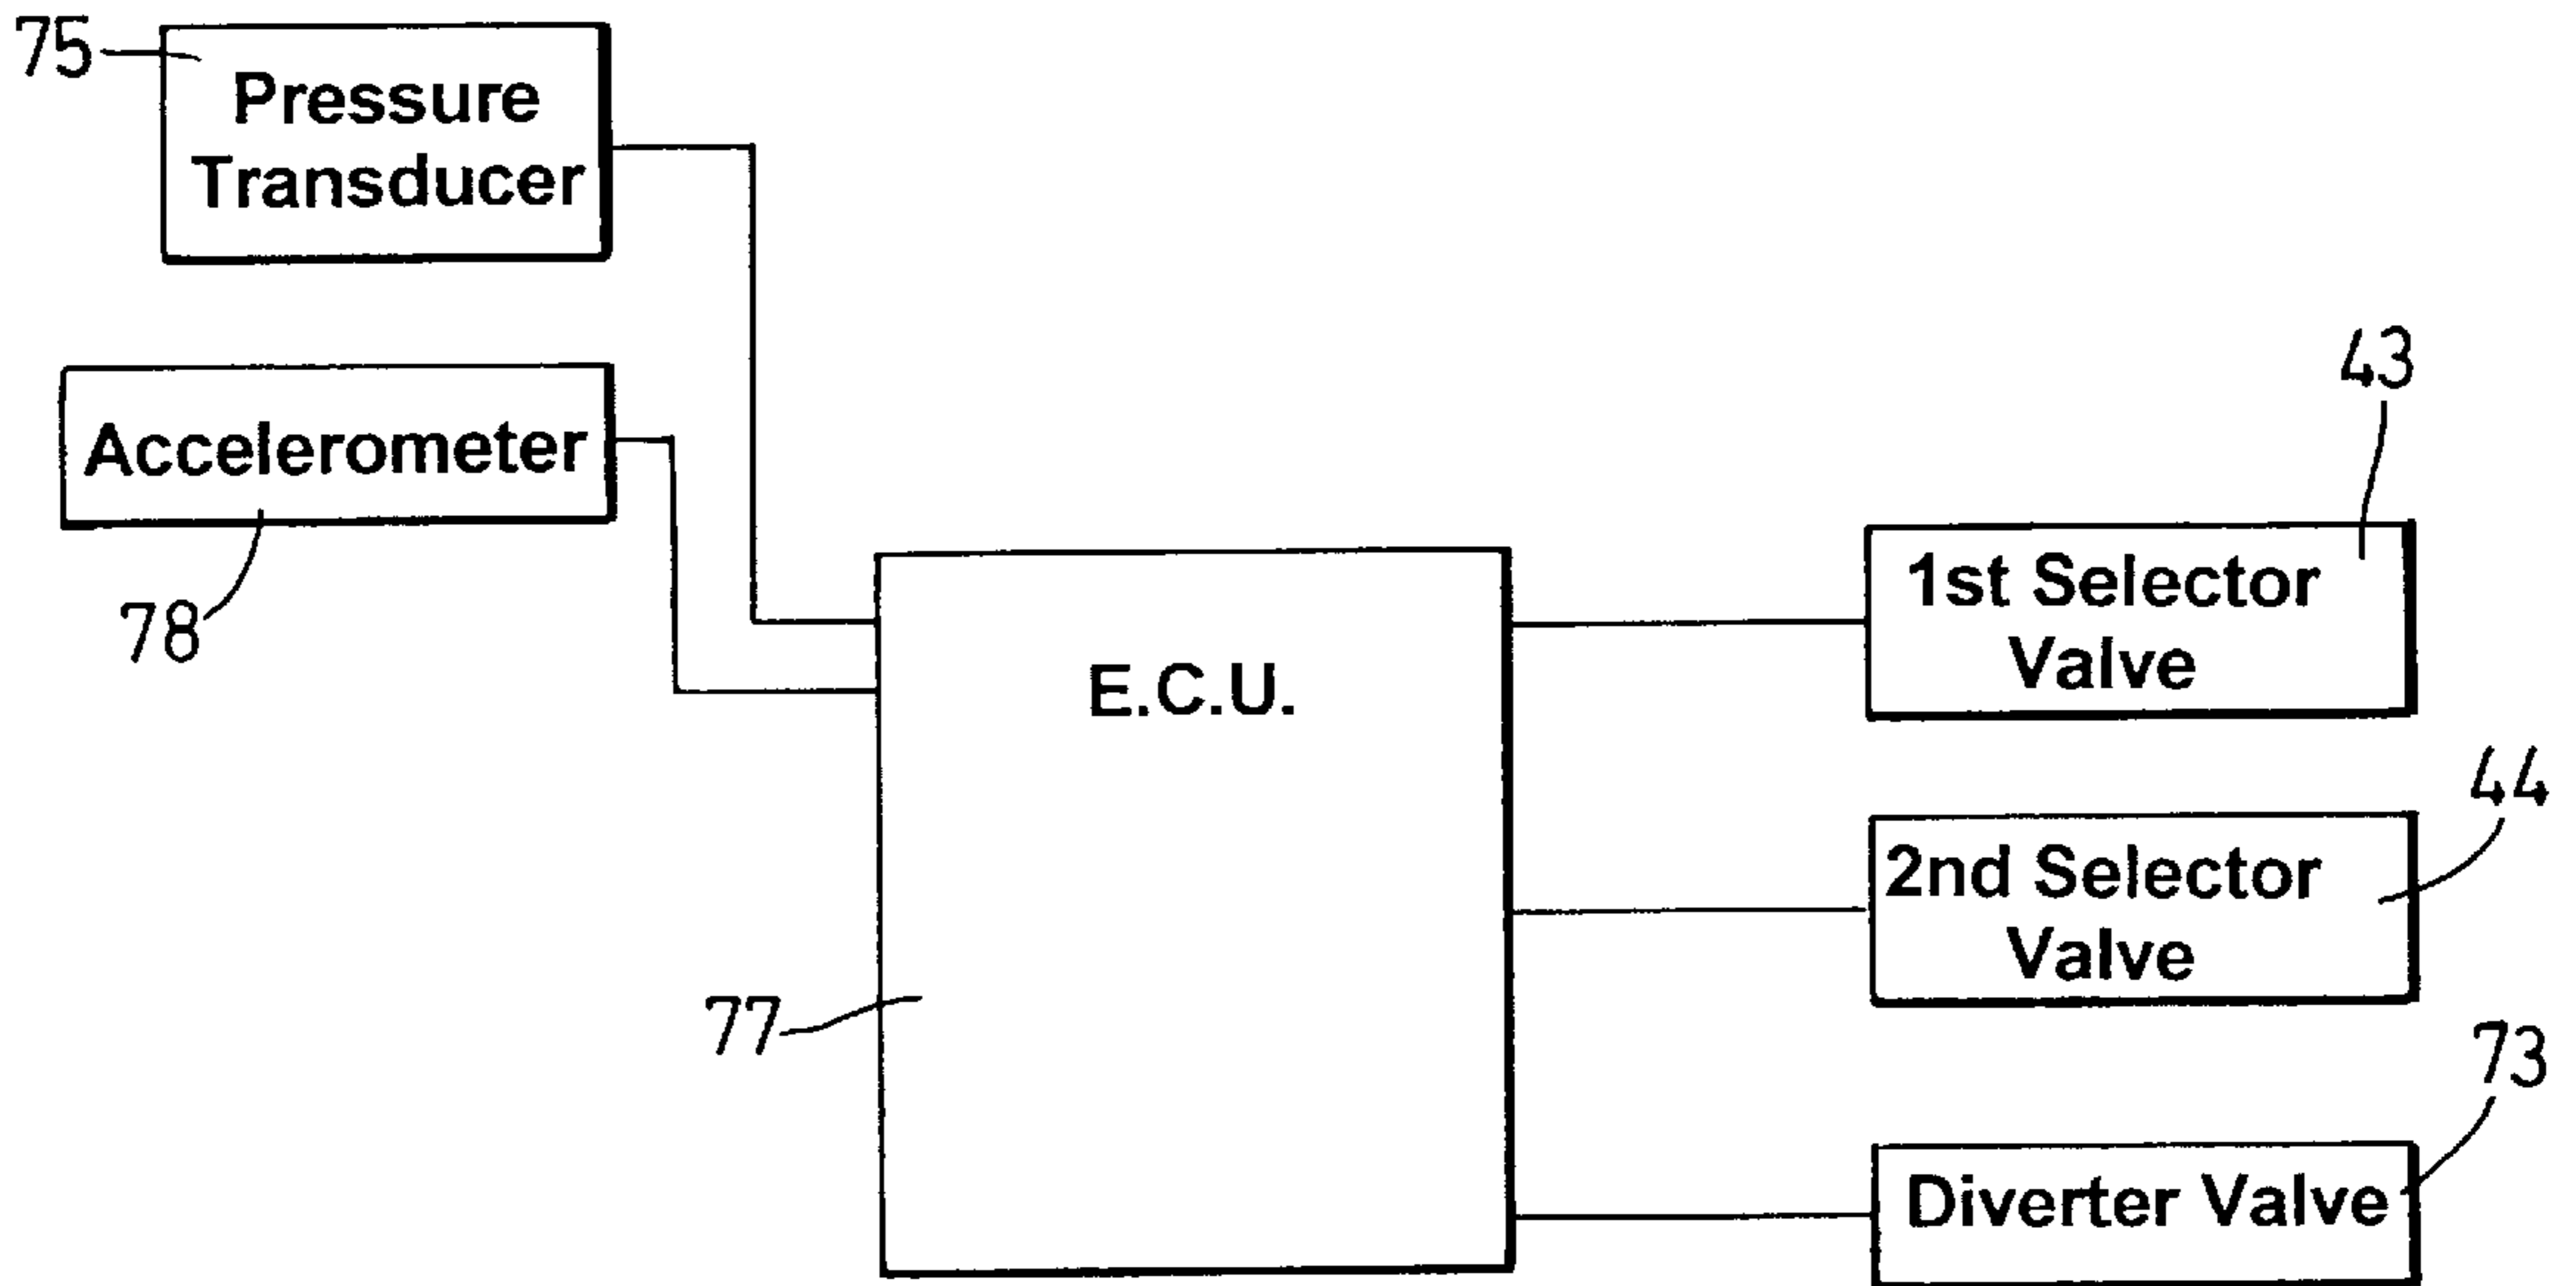 75
Pressure
Transducer
Accelerometer
78
E.C.U.
77
43
1st Selector
Valve
44
2nd Selector
Valve
73
Diverter Valve